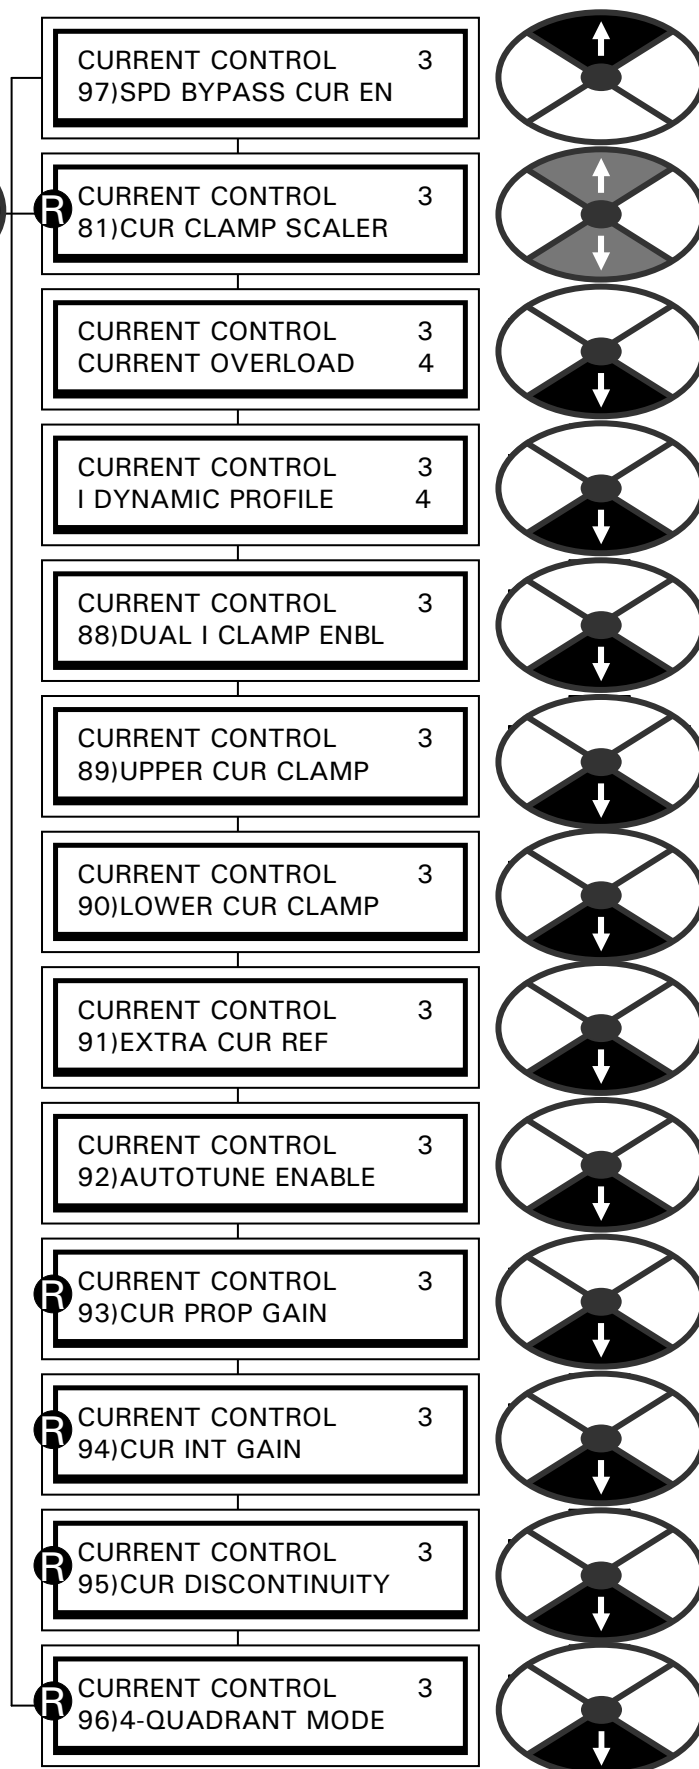 CURRENT CONTROL 3
97)SPD BYPASS CUR EN
R
CURRENT CONTROL 3
81)CUR CLAMP SCALER
CURRENT CONTROL 3
CURRENT OVERLOAD 4
CURRENT CONTROL 3
I DYNAMIC PROFILE 4
CURRENT CONTROL 3
88)DUAL I CLAMP ENBL
CURRENT CONTROL 3
89)UPPER CUR CLAMP
CURRENT CONTROL 3
90)LOWER CUR CLAMP
CURRENT CONTROL 3
91)EXTRA CUR REF
CURRENT CONTROL 3
92)AUTOTUNE ENABLE
R
CURRENT CONTROL 3
93)CUR PROP GAIN
R
CURRENT CONTROL 3
94)CUR INT GAIN
R
CURRENT CONTROL 3
95)CUR DISCONTINUITY
R
CURRENT CONTROL 3
96)4-QUADRANT MODE